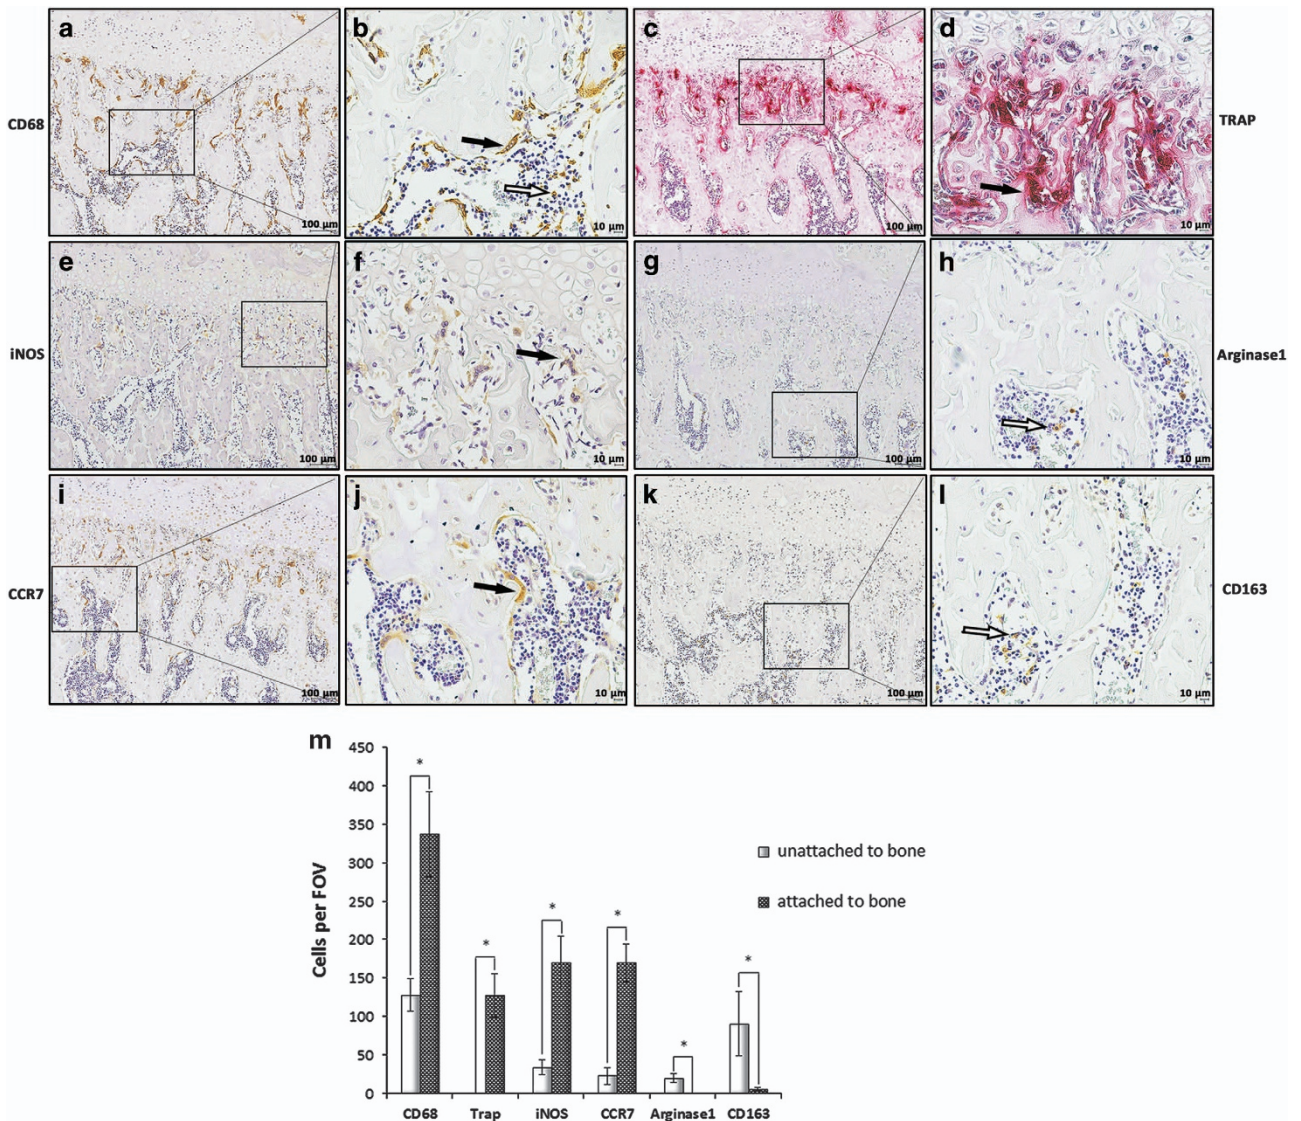 a b c d
CD68 TRAP
100 µm 10 µm 100 µm 10 µm
e f g h
iNOS Arginase1
100 µm 10 µm 100 µm 10 µm
i j k l
CCR7 CD163
100 µm 10 µm 100 µm 10 µm
m
450
400
350
300
250
200
150
100
50
0
Cells per FOV
* * * * * *
unattached to bone
attached to bone
CD68 Trap iNOS CCR7 Arginase1 CD163